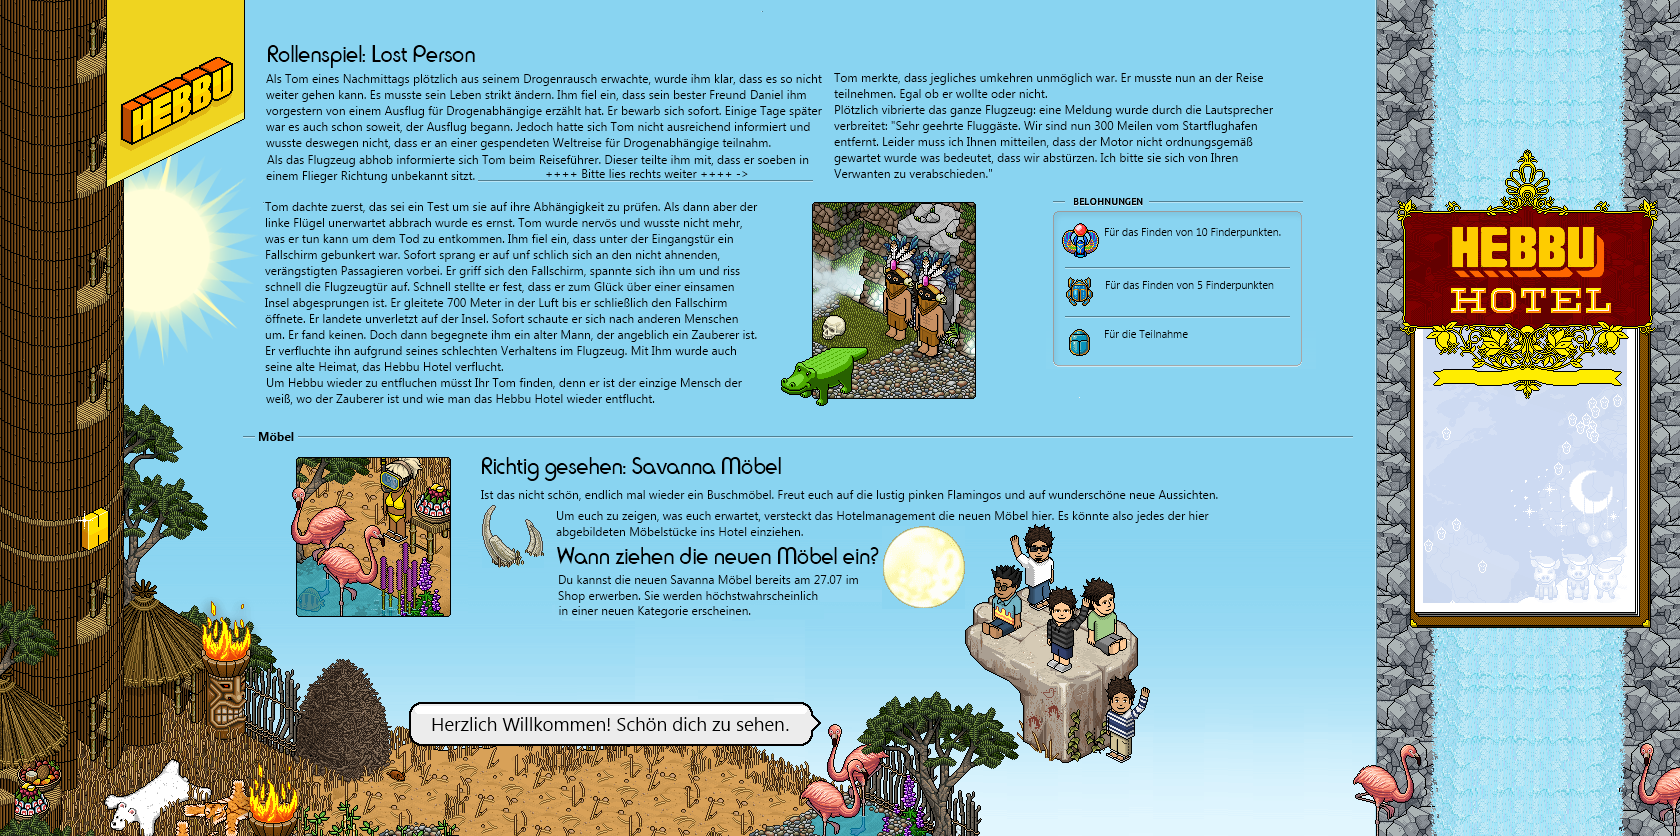 HEBBU
Rollenspiel: Lost Person
Als Tom eines Nachmittags plötzlich aus seinem Drogenrausch erwachte, wurde ihm klar, dass es so nicht
weiter gehen kann. Es musste sein Leben strikt ändern. Ihm fiel ein, dass sein bester Freund Daniel ihm
vorgestern von einem Ausflug für Drogenabhängige erzählt hat. Er bewarb sich sofort. Einige Tage später
war es auch schon soweit, der Ausflug begann. Jedoch hatte sich Tom nicht ausreichend informiert und
wusste deswegen nicht, dass er an einer gespendeten Weltreise für Drogenabhängige teilnahm.
Als das Flugzeug abhob informierte sich Tom beim Reiseführer. Dieser teilte ihm mit, dass er soeben in
einem Flieger Richtung unbekannt sitzt. ++++ Bitte lies rechts weiter ++++ ->
Tom merkte, dass jegliches umkehren unmöglich war. Er musste nun an der Reise
teilnehmen. Egal ob er wollte oder nicht.
Plötzlich vibrierte das ganze Flugzeug: eine Meldung wurde durch die Lautsprecher
verbreitet: "Sehr geehrte Fluggäste. Wir sind nun 300 Meilen vom Startflughafen
entfernt. Leider muss ich Ihnen mitteilen, dass der Motor nicht ordnungsgemäß
gewartet wurde was bedeutet, dass wir abstürzen. Ich bitte sie sich von Ihren
Verwanten zu verabschieden."
Tom dachte zuerst, das sei ein Test um sie auf ihre Abhängigkeit zu prüfen. Als dann aber der
linke Flügel unerwartet abbrach wurde es ernst. Tom wurde nervös und wusste nicht mehr,
was er tun kann um dem Tod zu entkommen. Ihm fiel ein, dass unter der Eingangstür ein
Fallschirm gebunkert war. Sofort sprang er auf unf schlich sich an den nicht ahnenden,
verängstigten Passagieren vorbei. Er griff sich den Fallschirm, spannte sich ihn um und riss
schnell die Flugzeugtür auf. Schnell stellte er fest, dass er zum Glück über einer einsamen
Insel abgesprungen ist. Er gleitete 700 Meter in der Luft bis er schließlich den Fallschirm
öffnete. Er landete unverletzt auf der Insel. Sofort schaute er sich nach anderen Menschen
um. Er fand keinen. Doch dann begegnete ihm ein alter Mann, der angeblich ein Zauberer ist.
Er verfluchte ihn aufgrund seines schlechten Verhaltens im Flugzeug. Mit Ihm wurde auch
seine alte Heimat, das Hebbu Hotel verflucht.
Um Hebbu wieder zu entfluchen müsst Ihr Tom finden, denn er ist der einzige Mensch der
weiß, wo der Zauberer ist und wie man das Hebbu Hotel wieder entflucht.
BELOHNUNGEN
Für das Finden von 10 Finderpunkten.
Für das Finden von 5 Finderpunkten
Für die Teilnahme
HEBBU
HOTEL
Möbel
Richtig gesehen: Savanna Möbel
Ist das nicht schön, endlich mal wieder ein Buschmöbel. Freut euch auf die lustig pinken Flamingos und auf wunderschöne neue Aussichten.
Um euch zu zeigen, was euch erwartet, versteckt das Hotelmanagement die neuen Möbel hier. Es könnte also jedes der hier
abgebildeten Möbelstücke ins Hotel einziehen.
Wann ziehen die neuen Möbel ein?
Du kannst die neuen Savanna Möbel bereits am 27.07 im
Shop erwerben. Sie werden höchstwahrscheinlich
in einer neuen Kategorie erscheinen.
Herzlich Willkommen! Schön dich zu sehen.